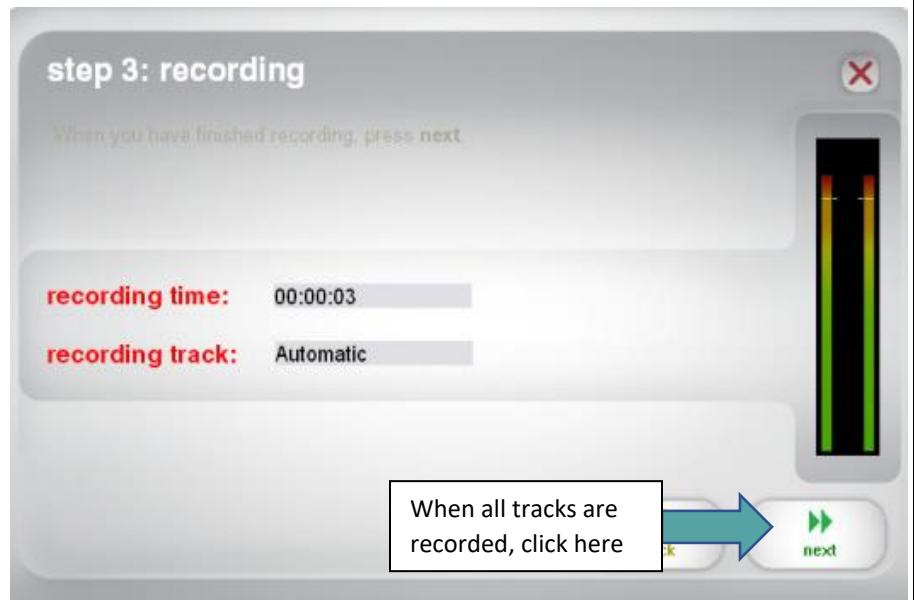 step 3: recording
When you have finished recording, press next.
recording time: 00:00:03
recording track: Automatic
When all tracks are
recorded, click here
next